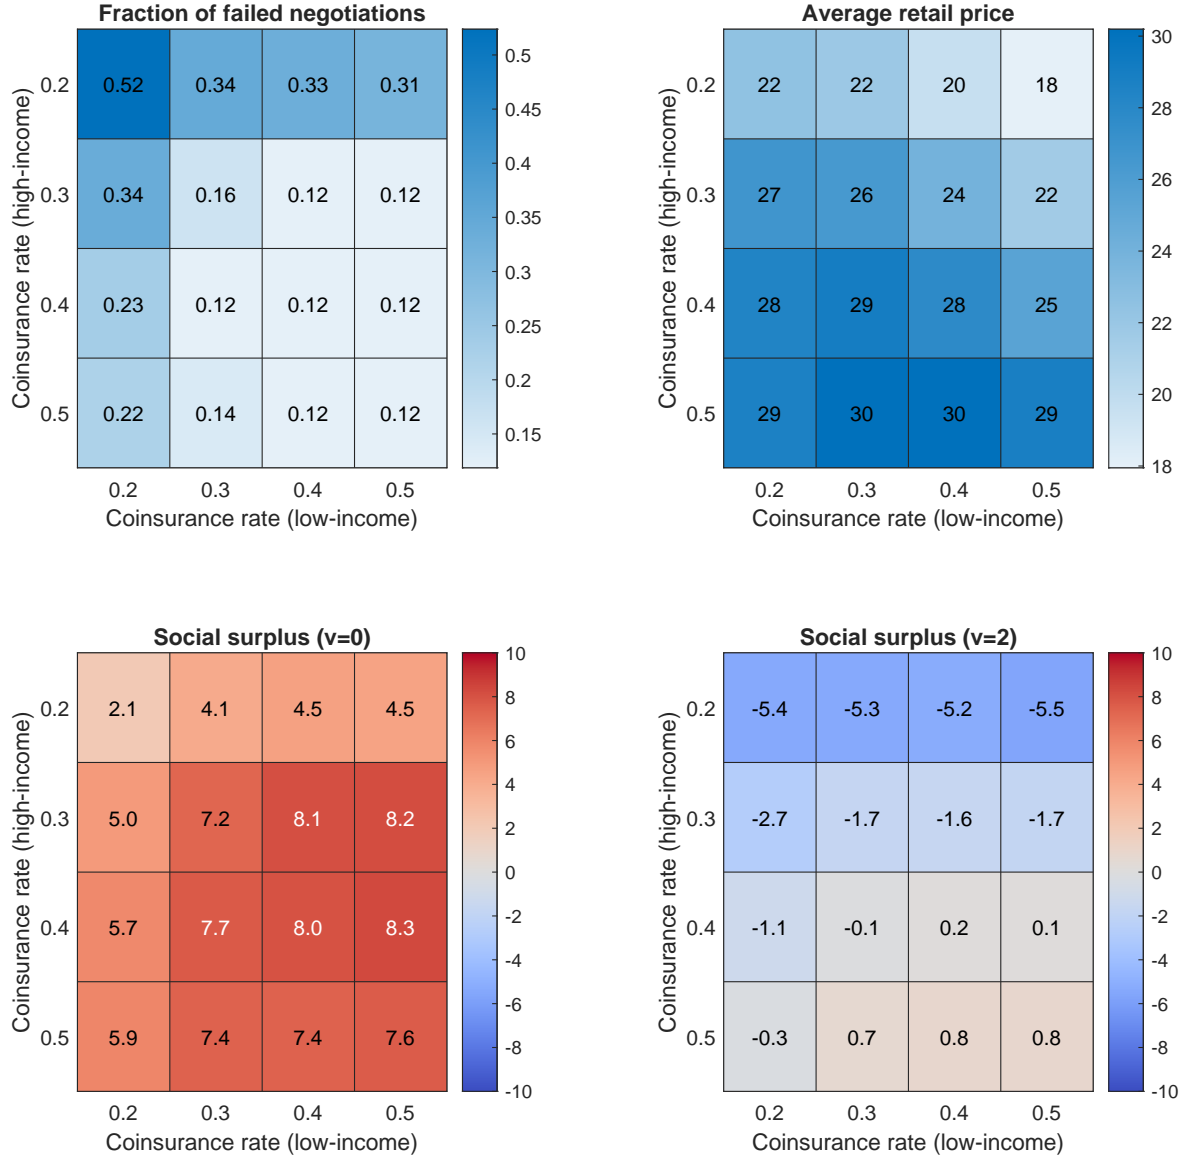 Fraction of failed negotiations
Coinsurance rate (high-income)
0.2 0.52 0.34 0.33 0.31
0.3 0.34 0.16 0.12 0.12
0.4 0.23 0.12 0.12 0.12
0.5 0.22 0.14 0.12 0.12
0.2 0.3 0.4 0.5
Coinsurance rate (low-income)
0.5
0.45
0.4
0.35
0.3
0.25
0.2
0.15
Average retail price
Coinsurance rate (high-income)
0.2 22 22 20 18
0.3 27 26 24 22
0.4 28 29 28 25
0.5 29 30 30 29
0.2 0.3 0.4 0.5
Coinsurance rate (low-income)
30
28
26
24
22
20
18
Social surplus (v=0)
Coinsurance rate (high-income)
0.2 2.1 4.1 4.5 4.5
0.3 5.0 7.2 8.1 8.2
0.4 5.7 7.7 8.0 8.3
0.5 5.9 7.4 7.4 7.6
0.2 0.3 0.4 0.5
Coinsurance rate (low-income)
10
8
6
4
2
0
-2
-4
-6
-8
-10
Social surplus (v=2)
Coinsurance rate (high-income)
0.2 -5.4 -5.3 -5.2 -5.5
0.3 -2.7 -1.7 -1.6 -1.7
0.4 -1.1 -0.1 0.2 0.1
0.5 -0.3 0.7 0.8 0.8
0.2 0.3 0.4 0.5
Coinsurance rate (low-income)
10
8
6
4
2
0
-2
-4
-6
-8
-10